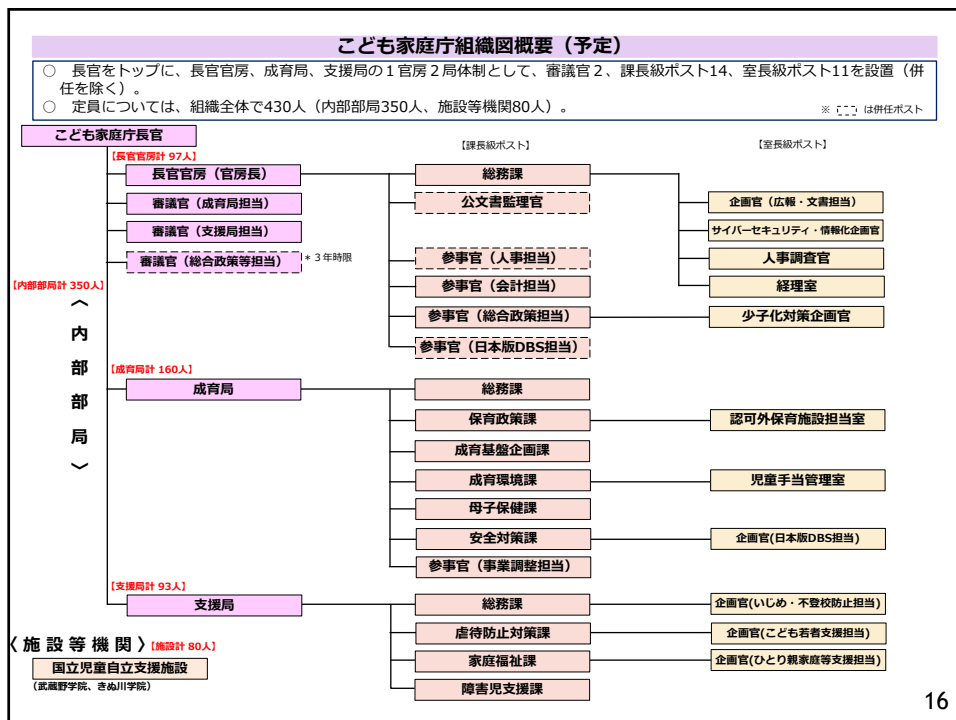 こども家庭庁組織図概要（予定）
○　長官をトップに、長官官房、成育局、支援局の１官房２局体制として、審議官２、課長級ポスト14、室長級ポスト11を設置（併
任を除く）。
○　定員については、組織全体で430人（内部部局350人、施設等機関80人）。
※ は併任ポスト
こども家庭庁長官
【課長級ポスト】
【室長級ポスト】
【長官官房計 97人】
長官官房（官房長）
総務課
審議官（成育局担当）
公文書監理官
企画官（広報・文書担当）
審議官（支援局担当）
サイバーセキュリティ・情報化企画官
審議官（総合政策等担当）
＊３年時限
参事官（人事担当）
人事調査官
【内部部局計 350人】
参事官（会計担当）
経理室
参事官（総合政策担当）
少子化対策企画官
参事官（日本版DBS担当）
〈内部部局〉
【成育局計 160人】
成育局
総務課
保育政策課
認可外保育施設担当室
成育基盤企画課
成育環境課
児童手当管理室
母子保健課
安全対策課
企画官(日本版DBS担当)
参事官（事業調整担当）
【支援局計 93人】
支援局
総務課
企画官(いじめ・不登校防止担当)
虐待防止対策課
企画官(こども若者支援担当)
家庭福祉課
企画官(ひとり親家庭等支援担当)
障害児支援課
〈施設等機関〉【施設計 80人】
国立児童自立支援施設
（武蔵野学院、きぬ川学院）
16